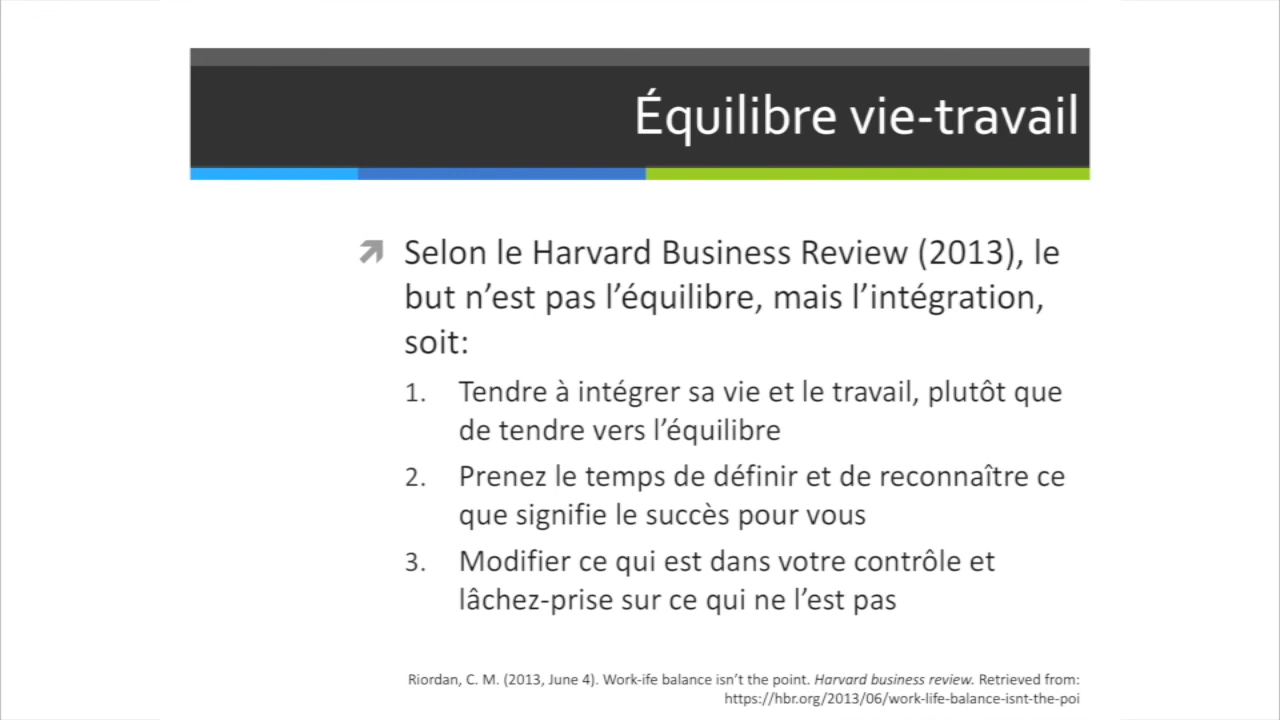 Équilibre vie-travail
Selon le Harvard Business Review (2013), le
but n’est pas l’équilibre, mais l’intégration,
soit:
1. Tendre à intégrer sa vie et le travail, plutôt que
de tendre vers l’équilibre
2. Prenez le temps de définir et de reconnaître ce
que signifie le succès pour vous
3. Modifier ce qui est dans votre contrôle et
lâchez-prise sur ce qui ne l’est pas
Riordan, C. M. (2013, June 4). Work-ife balance isn’t the point. Harvard business review. Retrieved from:
https://hbr.org/2013/06/work-life-balance-isnt-the-poi